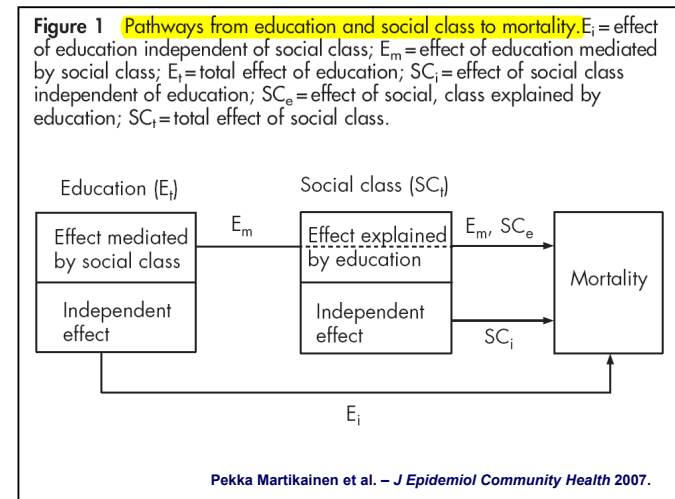 Figure 1 Pathways from education and social class to mortality. Eᵢ = effect
of education independent of social class; Eₘ = effect of education mediated
by social class; Eₜ = total effect of education; SCᵢ = effect of social class
independent of education; SCₑ = effect of social, class explained by
education; SCₜ = total effect of social class.
Education (Eₜ)
Social class (SCₜ)
Effect mediated
by social class
Eₘ
Effect explained
by education
Eₘ, SCₑ
Mortality
Independent
effect
Independent
effect
SCᵢ
Eᵢ
Pekka Martikainen et al. – J Epidemiol Community Health 2007.